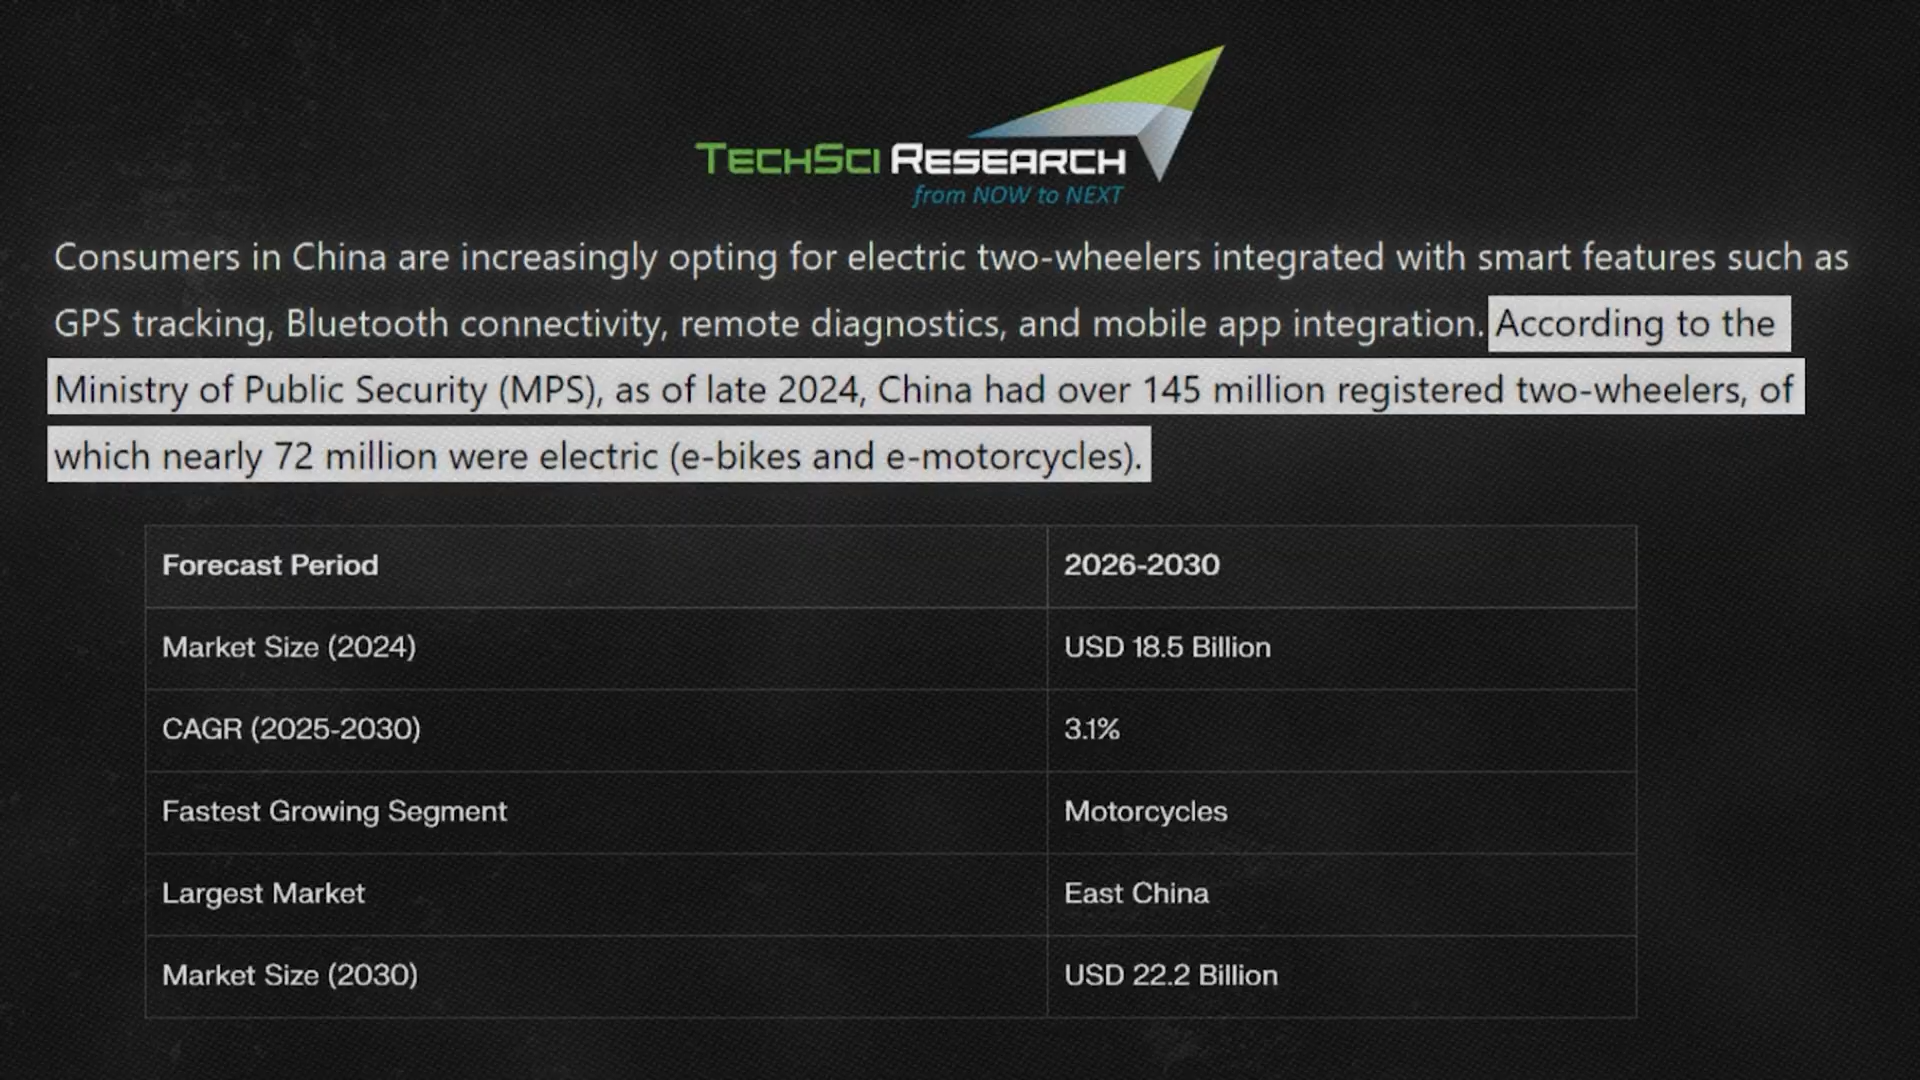 TECHSCI RESEARCH
from NOW to NEXT
Consumers in China are increasingly opting for electric two-wheelers integrated with smart features such as
GPS tracking, Bluetooth connectivity, remote diagnostics, and mobile app integration. According to the
Ministry of Public Security (MPS), as of late 2024, China had over 145 million registered two-wheelers, of
which nearly 72 million were electric (e-bikes and e-motorcycles).
Forecast Period 2026-2030
Market Size (2024) USD 18.5 Billion
CAGR (2025-2030) 3.1%
Fastest Growing Segment Motorcycles
Largest Market East China
Market Size (2030) USD 22.2 Billion